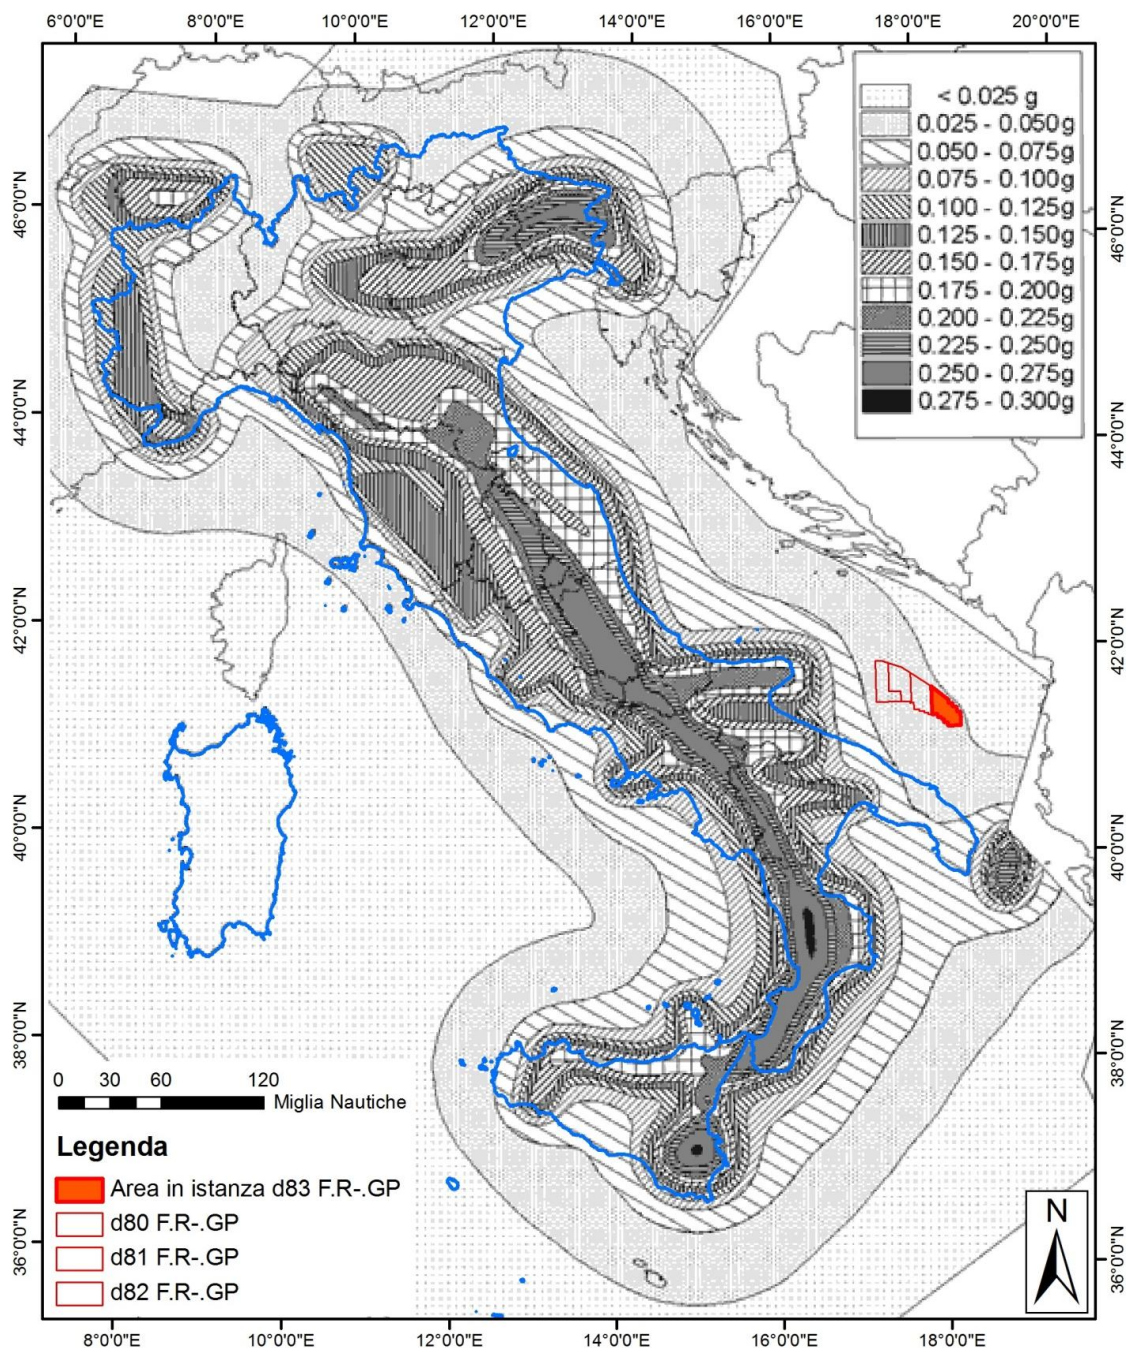 6°0'0"E 8°0'0"E 10°0'0"E 12°0'0"E 14°0'0"E 16°0'0"E 18°0'0"E 20°0'0"E
< 0.025 g
0.025 - 0.050g
0.050 - 0.075g
0.075 - 0.100g
0.100 - 0.125g
0.125 - 0.150g
0.150 - 0.175g
0.175 - 0.200g
0.200 - 0.225g
0.225 - 0.250g
0.250 - 0.275g
0.275 - 0.300g
46°0'0"N
44°0'0"N
42°0'0"N
40°0'0"N
38°0'0"N
36°0'0"N
46°0'0"N
44°0'0"N
42°0'0"N
40°0'0"N
38°0'0"N
36°0'0"N
0 30 60 120
Miglia Nautiche
Legenda
Area in istanza d83 F.R-.GP
d80 F.R-.GP
d81 F.R-.GP
d82 F.R-.GP
N
8°0'0"E 10°0'0"E 12°0'0"E 14°0'0"E 16°0'0"E 18°0'0"E